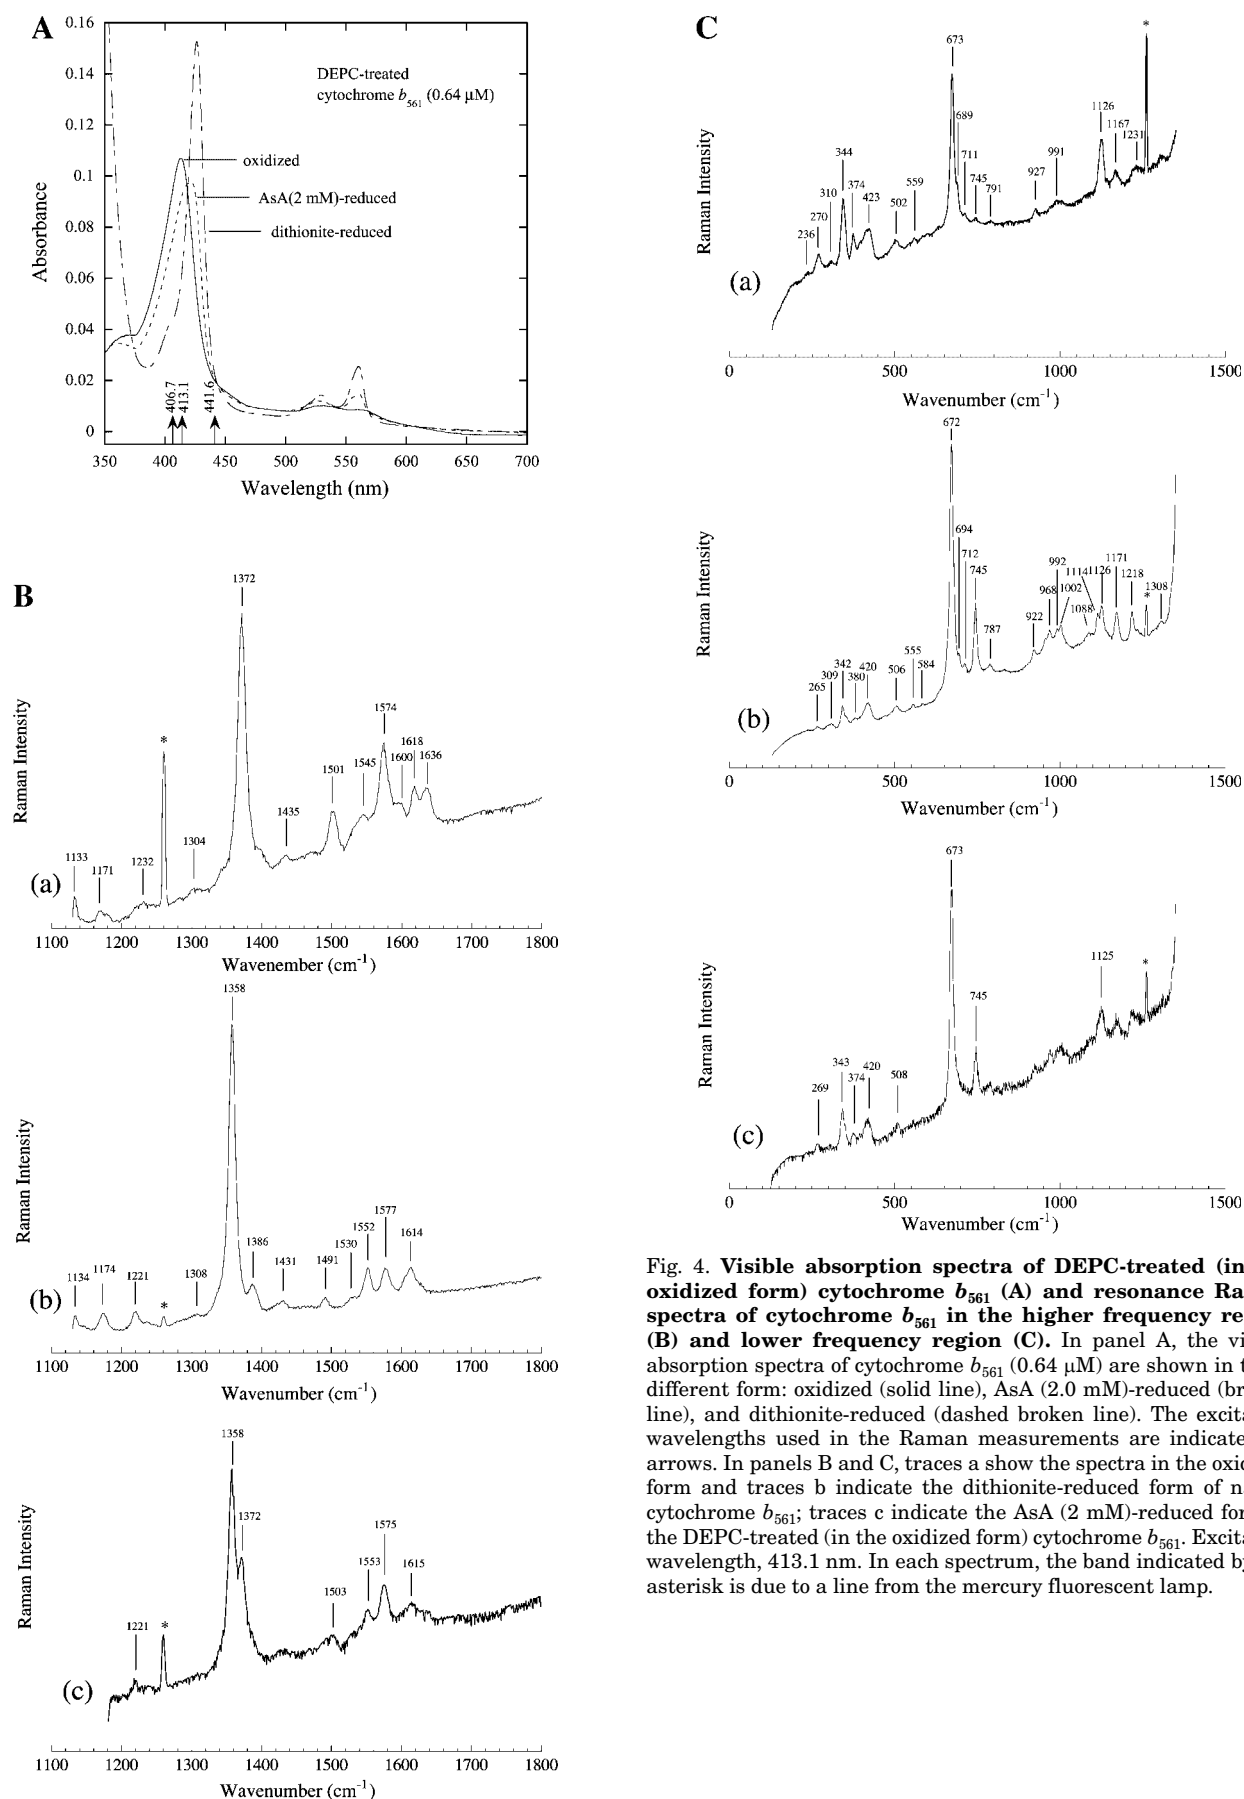 A
0.16
0.14
0.12
0.1
0.08
0.06
0.04
0.02
0
Absorbance
DEPC-treated
cytochrome b561 (0.64 μM)
oxidized
AsA(2 mM)-reduced
dithionite-reduced
406.7
413.1
441.6
350 400 450 500 550 600 650 700
Wavelength (nm)
B
Raman Intensity
(a)
1133
1171
1232
*
1304
1372
1435
1501
1545
1574
1600
1618
1636
1100 1200 1300 1400 1500 1600 1700 1800
Wavenember (cm-1)
Raman Intensity
(b)
1134
1174
1221
*
1308
1358
1386
1431
1491
1530
1552
1577
1614
1100 1200 1300 1400 1500 1600 1700 1800
Wavenumber (cm-1)
Raman Intensity
(c)
1221
*
1358
1372
1503
1553
1575
1615
1100 1200 1300 1400 1500 1600 1700 1800
Wavenumber (cm-1)
C
Raman Intensity
(a)
236
270
310
344
374
423
502
559
673
689
711
745
791
927
991
1126
1167
1231
*
0 500 1000 1500
Wavenumber (cm-1)
Raman Intensity
(b)
265
309
342
380
420
506
555
584
672
694
712
745
787
922
968
992
1002
1088
1114
1126
1171
1218
*
1308
0 500 1000 1500
Wavenumber (cm-1)
Raman Intensity
(c)
269
343
374
420
508
673
745
1125
*
0 500 1000 1500
Wavenumber (cm-1)
Fig. 4. Visible absorption spectra of DEPC-treated (in
oxidized form) cytochrome b561 (A) and resonance Ra
spectra of cytochrome b561 in the higher frequency re
(B) and lower frequency region (C). In panel A, the vi
absorption spectra of cytochrome b561 (0.64 μM) are shown in t
different form: oxidized (solid line), AsA (2.0 mM)-reduced (br
line), and dithionite-reduced (dashed broken line). The excita
wavelengths used in the Raman measurements are indicate
arrows. In panels B and C, traces a show the spectra in the oxid
form and traces b indicate the dithionite-reduced form of n
cytochrome b561; traces c indicate the AsA (2 mM)-reduced for
the DEPC-treated (in the oxidized form) cytochrome b561. Excita
wavelength, 413.1 nm. In each spectrum, the band indicated by
asterisk is due to a line from the mercury fluorescent lamp.